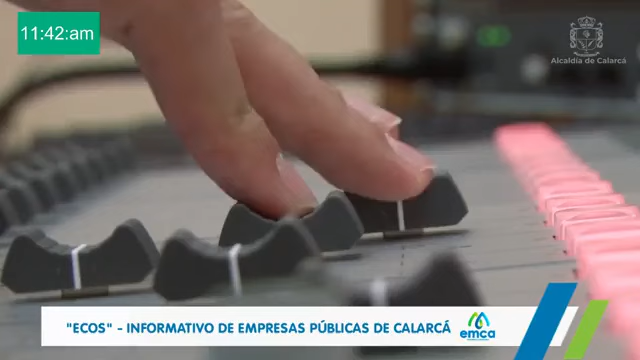 11:42:am
Alcaldía de Calarcá
"ECOS" - INFORMATIVO DE EMPRESAS PÚBLICAS DE CALARCÁ
emca